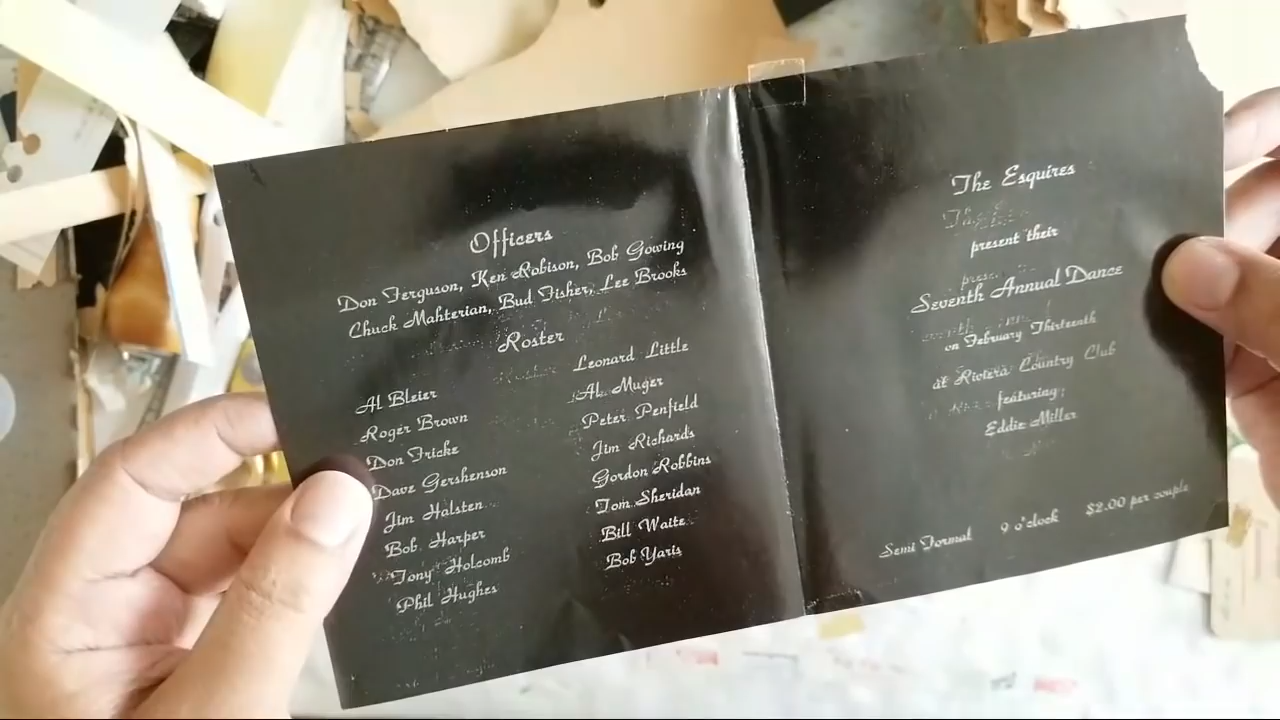 Officers
Don Ferguson, Ken Robison, Bob Gowing
Chuck Mahterian, Bud Fisher, Lee Brooks
Roster
Al Bleier
Roger Brown
Don Fricke
Dave Gershenson
Jim Halsten
Bob Harper
Tony Holcomb
Phil Hughes
Leonard Little
Al Muger
Peter Penfield
Jim Richards
Gordon Robbins
Tom Sheridan
Bill Waite
Bob Yaris
The Esquires
present their
Seventh Annual Dance
on February Thirteenth
at Riviera Country Club
featuring
Eddie Miller
Semi Formal 9 o'clock $2.00 per couple